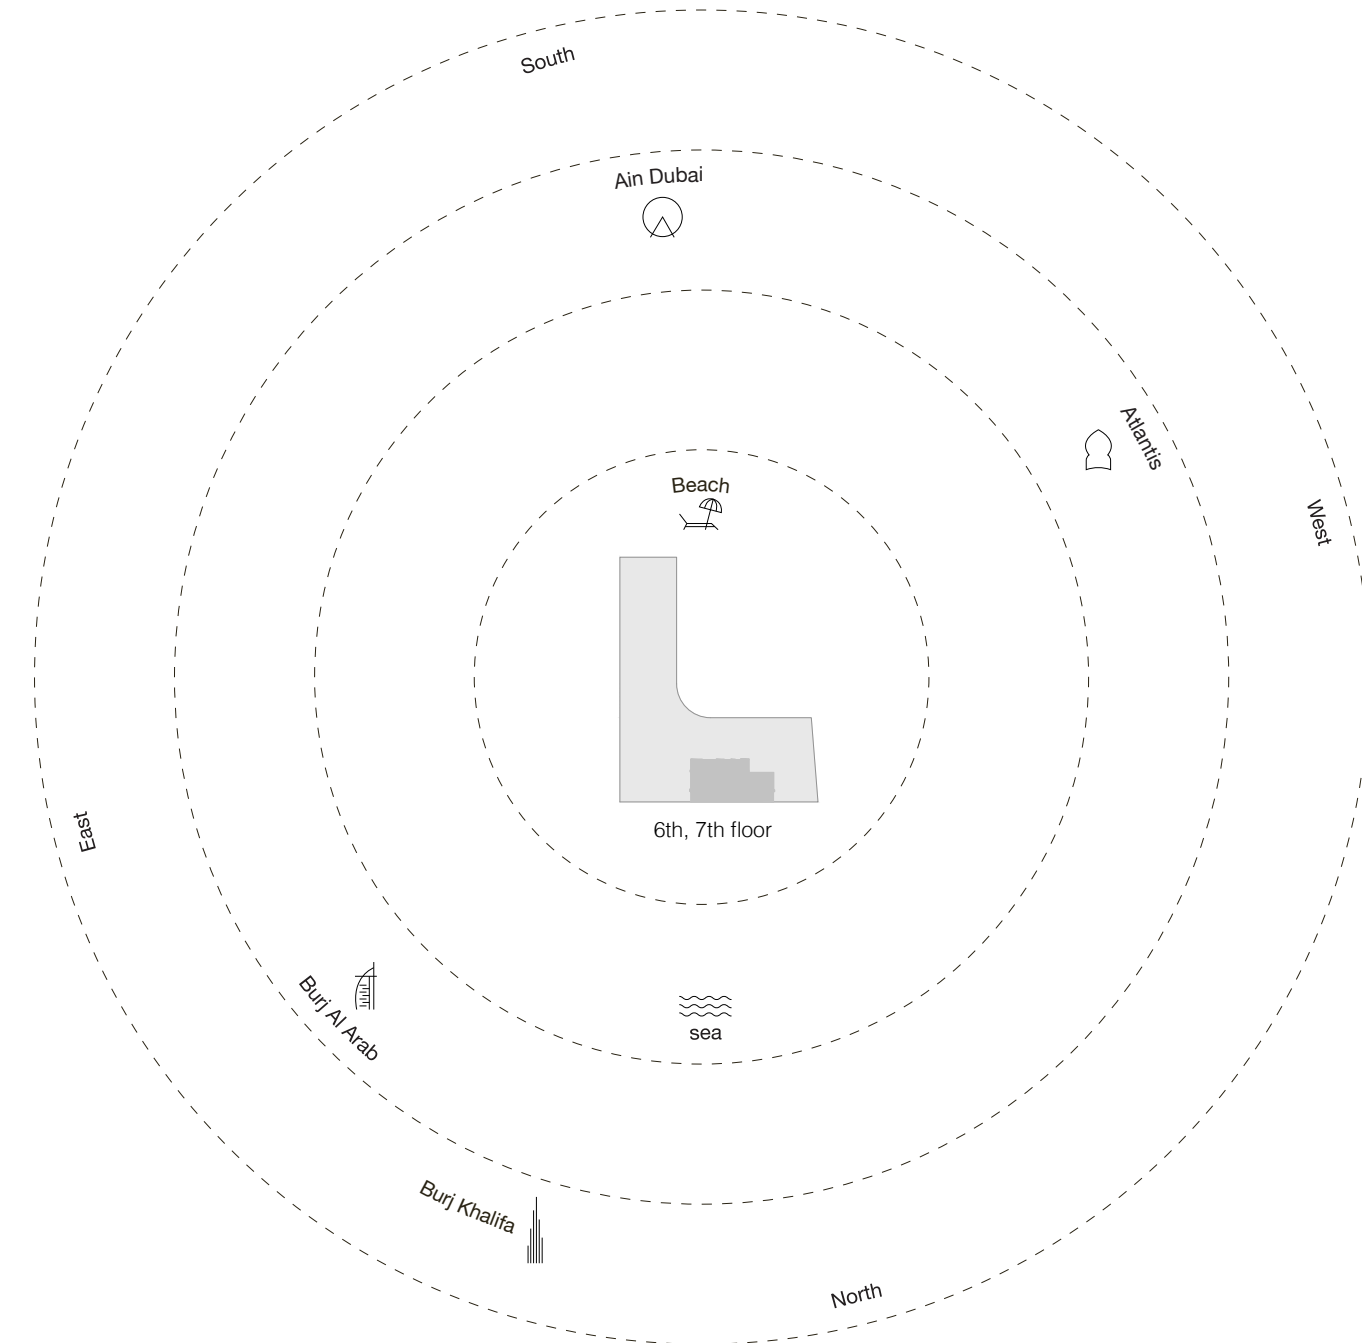 South
Ain Dubai
Atlantis
Beach
West
East
6th, 7th floor
Burj Al Arab
sea
Burj Khalifa
North